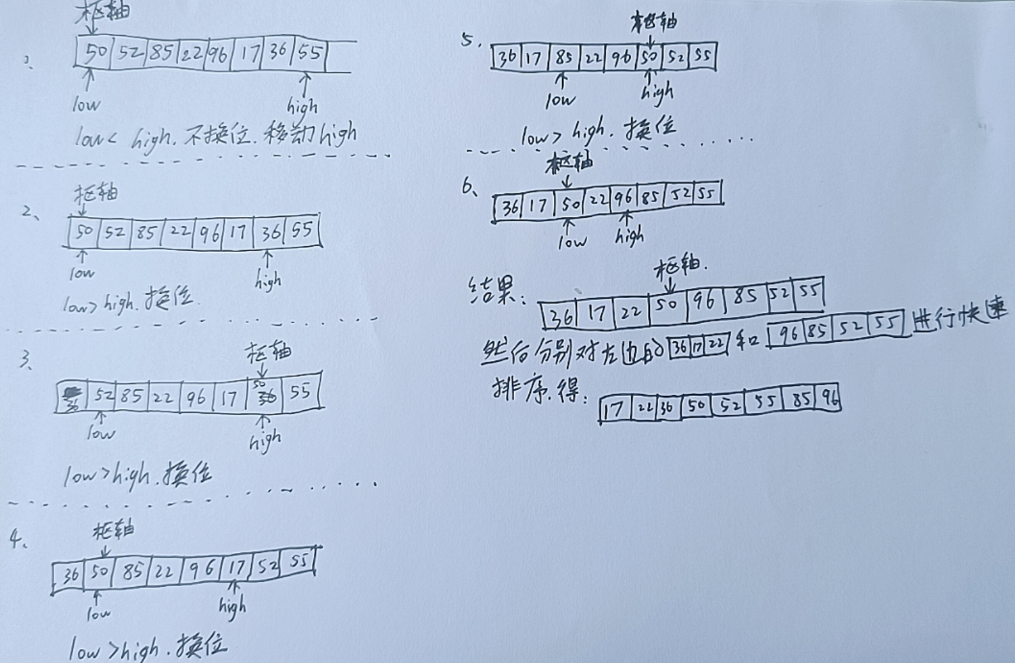 枢轴
1、
50 52 85 22 96 17 36 55
low high
low< high. 不换位. 移动high
2、
枢轴
50 52 85 22 96 17 36 55
low high
low>high. 换位.
3、
枢轴
36 52 85 22 96 17 50 55
low high
low>high. 换位
4、
枢轴
36 50 85 22 96 17 52 55
low high
low>high. 换位
5、
枢轴
36 17 85 22 96 50 52 55
low high
low> high. 换位
6、
枢轴
36 17 50 22 96 85 52 55
low high
枢轴.
结果:
36 17 22 50 96 85 52 55
然后分别对左边的 36 17 22 和 96 85 52 55 进行快速
排序. 得:
17 22 36 50 52 55 85 96